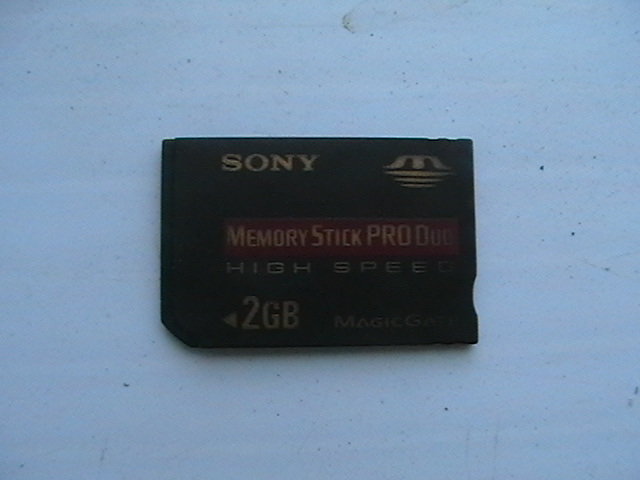 SONY
MEMORY STICK PRO DUO
HIGH SPEED
2GB MAGICGATE